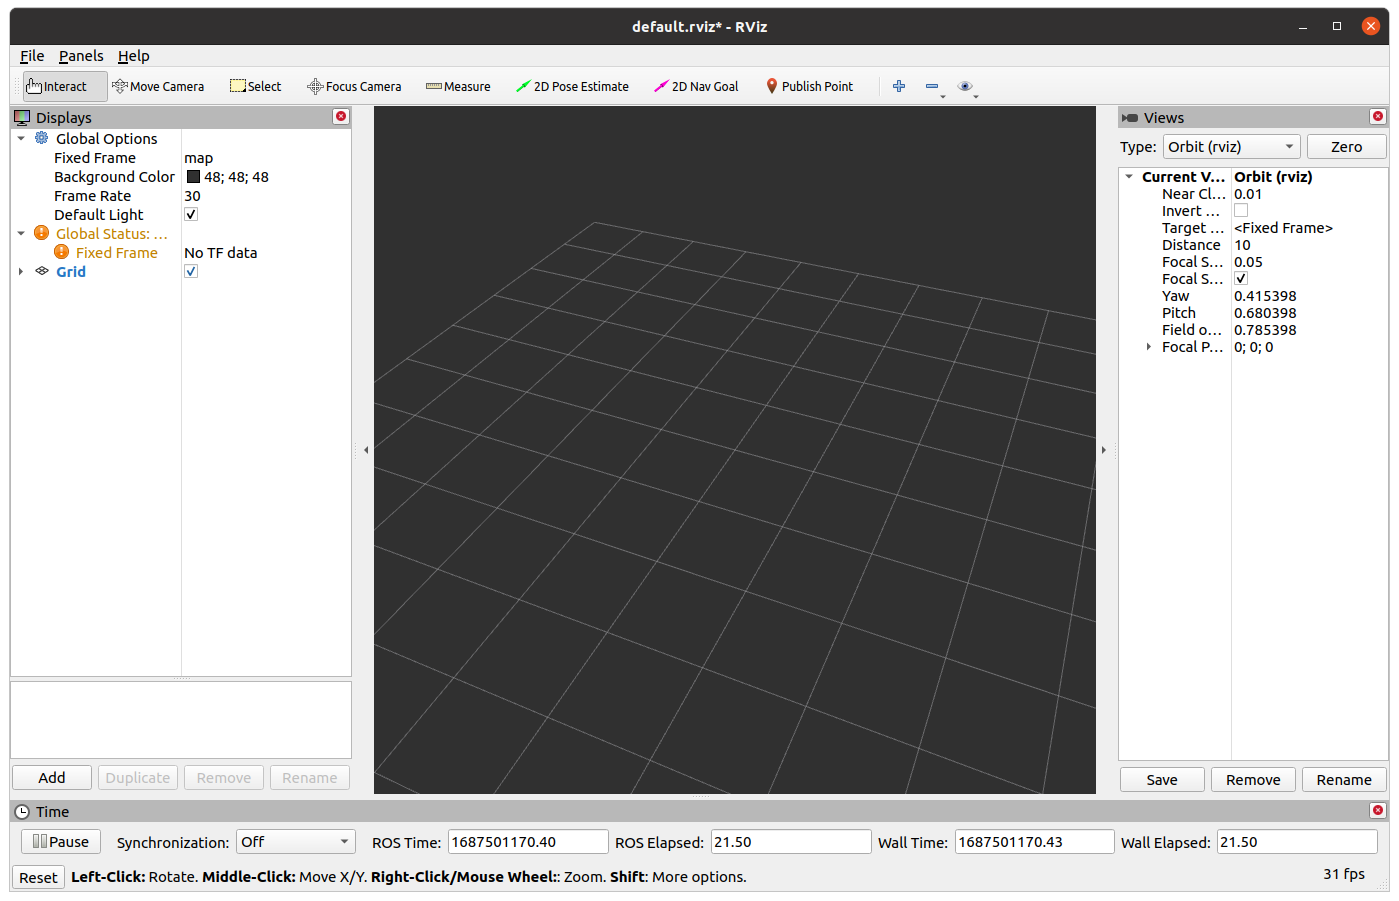 default.rviz* - RViz
File Panels Help
Interact Move Camera Select Focus Camera Measure 2D Pose Estimate 2D Nav Goal Publish Point
Displays
Global Options
Fixed Frame map
Background Color 48; 48; 48
Frame Rate 30
Default Light
Global Status: ...
Fixed Frame No TF data
Grid
Add Duplicate Remove Rename
Views
Type: Orbit (rviz) Zero
Current V... Orbit (rviz)
Near Cl... 0.01
Invert ...
Target ... <Fixed Frame>
Distance 10
Focal S... 0.05
Focal S...
Yaw 0.415398
Pitch 0.680398
Field o... 0.785398
Focal P... 0; 0; 0
Save Remove Rename
Time
Pause Synchronization: Off ROS Time: 1687501170.40 ROS Elapsed: 21.50 Wall Time: 1687501170.43 Wall Elapsed: 21.50
Reset Left-Click: Rotate. Middle-Click: Move X/Y. Right-Click/Mouse Wheel:: Zoom. Shift: More options. 31 fps